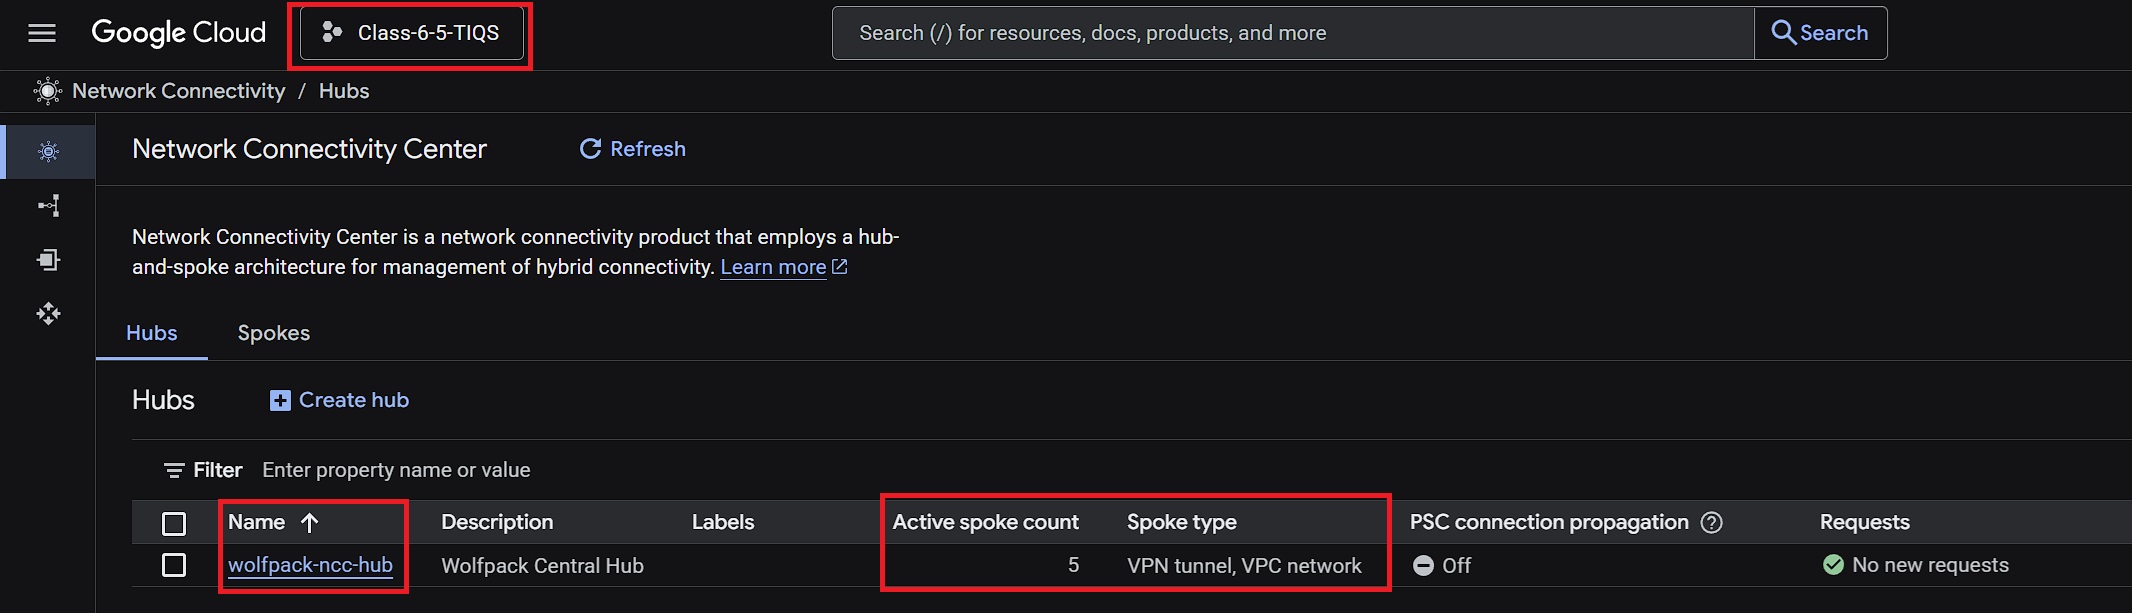 Google Cloud Class-6-5-TIQS Search (/) for resources, docs, products, and more Search
Network Connectivity / Hubs
Network Connectivity Center Refresh
Network Connectivity Center is a network connectivity product that employs a hub-
and-spoke architecture for management of hybrid connectivity. Learn more
Hubs Spokes
Hubs Create hub
Filter Enter property name or value
Name Description Labels Active spoke count Spoke type PSC connection propagation ? Requests
wolfpack-ncc-hub Wolfpack Central Hub 5 VPN tunnel, VPC network Off No new requests